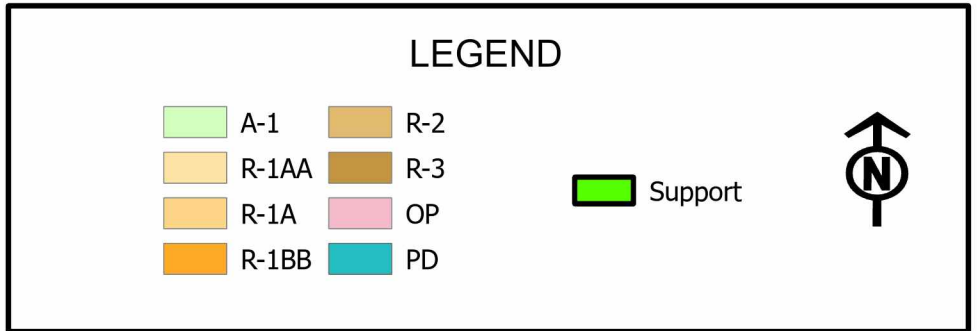 LEGEND
A-1
R-1AA
R-1A
R-1BB
R-2
R-3
OP
PD
Support
N